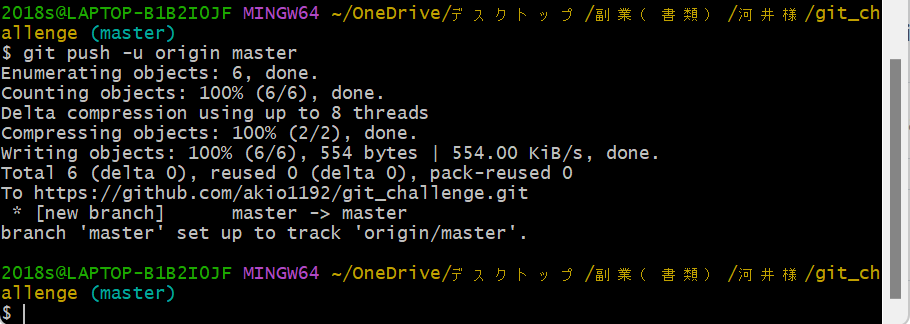 2018s@LAPTOP-B1B2I0JF MINGW64 ~/OneDrive/デスクトップ/副業(書類)/河井様/git_ch
allenge (master)
$ git push -u origin master
Enumerating objects: 6, done.
Counting objects: 100% (6/6), done.
Delta compression using up to 8 threads
Compressing objects: 100% (2/2), done.
Writing objects: 100% (6/6), 554 bytes | 554.00 KiB/s, done.
Total 6 (delta 0), reused 0 (delta 0), pack-reused 0
To https://github.com/akio1192/git_challenge.git
 * [new branch]      master -> master
branch 'master' set up to track 'origin/master'.
2018s@LAPTOP-B1B2I0JF MINGW64 ~/OneDrive/デスクトップ/副業(書類)/河井様/git_ch
allenge (master)
$